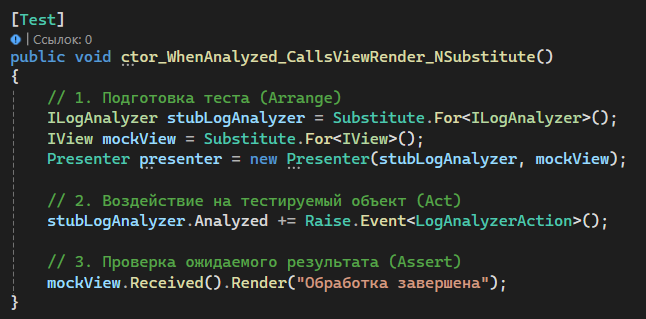 [Test]
| Ссылок: 0
public void ctor_WhenAnalyzed_CallsViewRender_NSubstitute()
{
// 1. Подготовка теста (Arrange)
ILogAnalyzer stubLogAnalyzer = Substitute.For<ILogAnalyzer>();
IView mockView = Substitute.For<IView>();
Presenter presenter = new Presenter(stubLogAnalyzer, mockView);
// 2. Воздействие на тестируемый объект (Act)
stubLogAnalyzer.Analyzed += Raise.Event<LogAnalyzerAction>();
// 3. Проверка ожидаемого результата (Assert)
mockView.Received().Render("Обработка завершена");
}